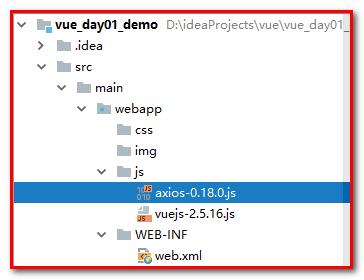 vue_day01_demo D:\ideaProjects\vue\vue_day01_
.idea
src
main
webapp
css
img
js
axios-0.18.0.js
vuejs-2.5.16.js
WEB-INF
web.xml